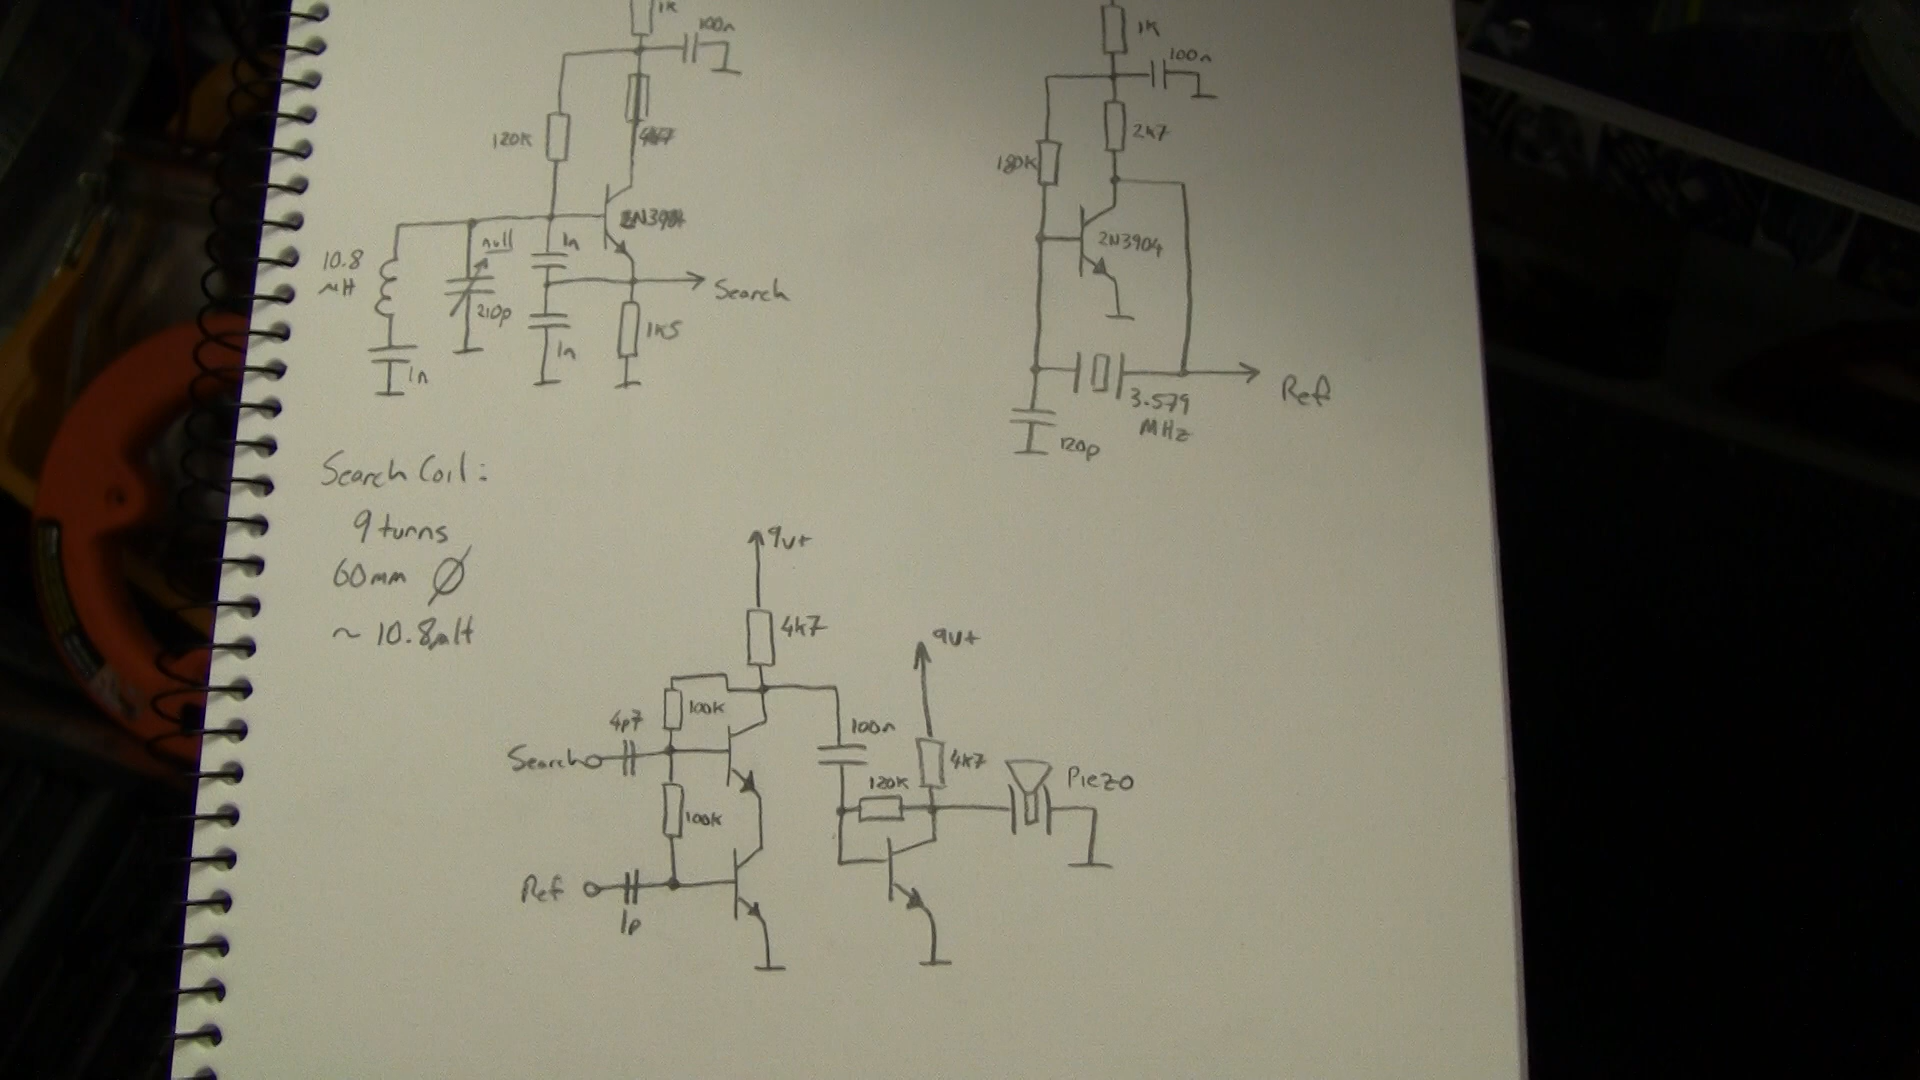 1K
100n
120K
4k7
2N3904
10.8
μH
null
210p
1n
1n
1n
1K5
Search
1K
100n
180K
2k7
2N3904
3.579
MHz
120p
Ref
Search Coil:
9 turns
60mm Ø
~ 10.8μH
9v+
4k7
100K
4p7
Search
100K
Ref
1p
100n
120K
9v+
4k7
Piezo